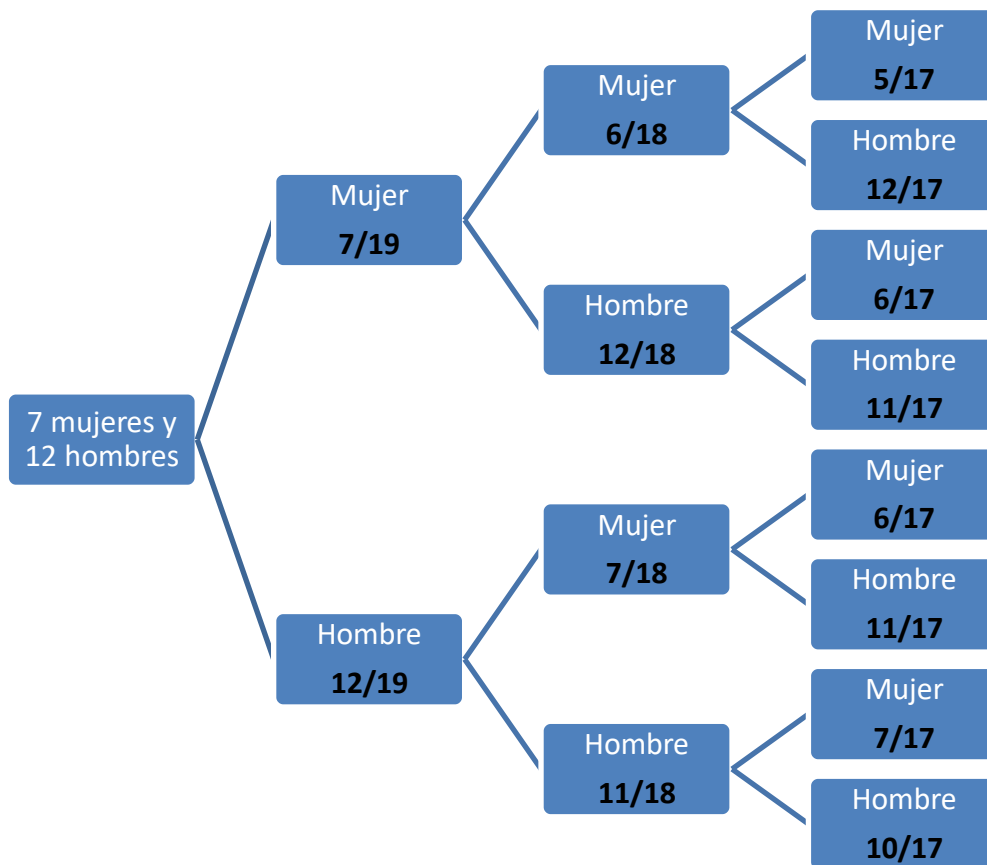 7 mujeres y
12 hombres
Mujer
7/19
Mujer
6/18
Mujer
5/17
Hombre
12/17
Hombre
12/18
Mujer
6/17
Hombre
11/17
Hombre
12/19
Mujer
7/18
Mujer
6/17
Hombre
11/17
Hombre
11/18
Mujer
7/17
Hombre
10/17